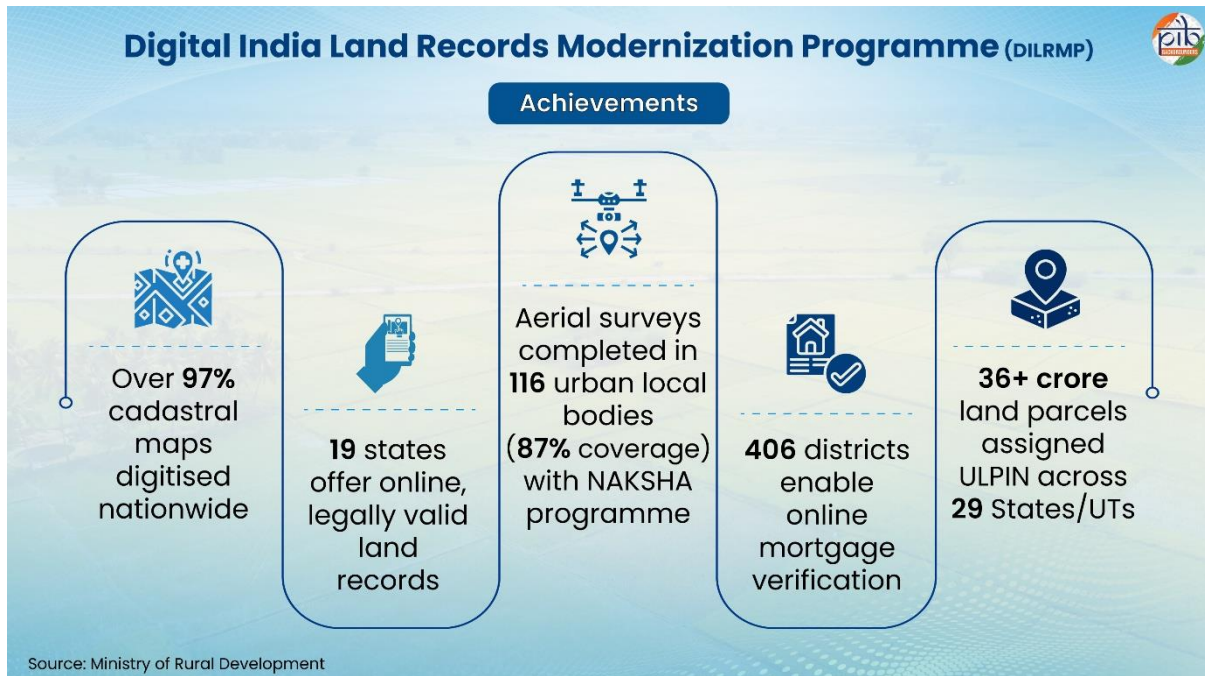 Digital India Land Records Modernization Programme (DILRMP)
pib
Achievements
Over 97%
cadastral
maps
digitised
nationwide
19 states
offer online,
legally valid
land
records
Aerial surveys
completed in
116 urban local
bodies
(87% coverage)
with NAKSHA
programme
406 districts
enable
online
mortgage
verification
36+ crore
land parcels
assigned
ULPIN across
29 States/UTs
Source: Ministry of Rural Development